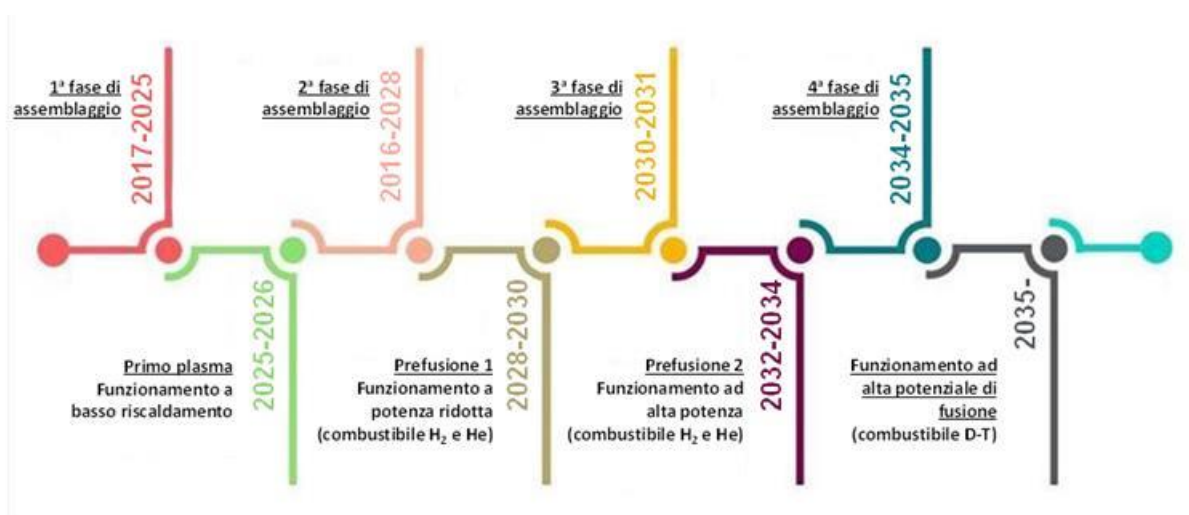 1ª fase di
assemblaggio
2017-2025
2ª fase di
assemblaggio
2016-2028
3ª fase di
assemblaggio
2030-2031
4ª fase di
assemblaggio
2034-2035
Primo plasma
Funzionamento a
basso riscaldamento
2025-2026
Prefusione 1
Funzionamento a
potenza ridotta
(combustibile H₂ e He)
2028-2030
Prefusione 2
Funzionamento ad
alta potenza
(combustibile H₂ e He)
2032-2034
Funzionamento ad
alta potenziale di
fusione
(combustibile D-T)
2035-